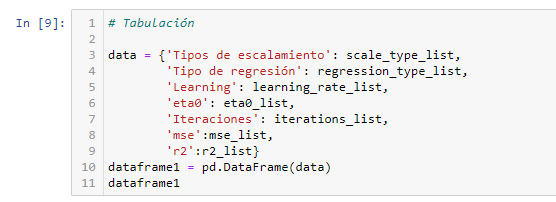 In [9]:
1 # Tabulación
2
3 data = {'Tipos de escalamiento': scale_type_list,
4         'Tipo de regresión': regression_type_list,
5         'Learning': learning_rate_list,
6         'eta0': eta0_list,
7         'Iteraciones': iterations_list,
8         'mse':mse_list,
9         'r2':r2_list}
10 dataframe1 = pd.DataFrame(data)
11 dataframe1